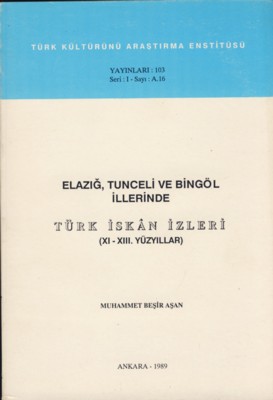 TÜRK KÜLTÜRÜNÜ ARAŞTIRMA ENSTİTÜSÜ
YAYINLARI : 103
Seri : I - Sayı : A.16
ELAZIĞ, TUNCELİ VE BİNGÖL
İLLERİNDE
TÜRK İSKÂN İZLERİ
(XI - XIII. YÜZYILLAR)
MUHAMMET BEŞİR AŞAN
ANKARA - 1989